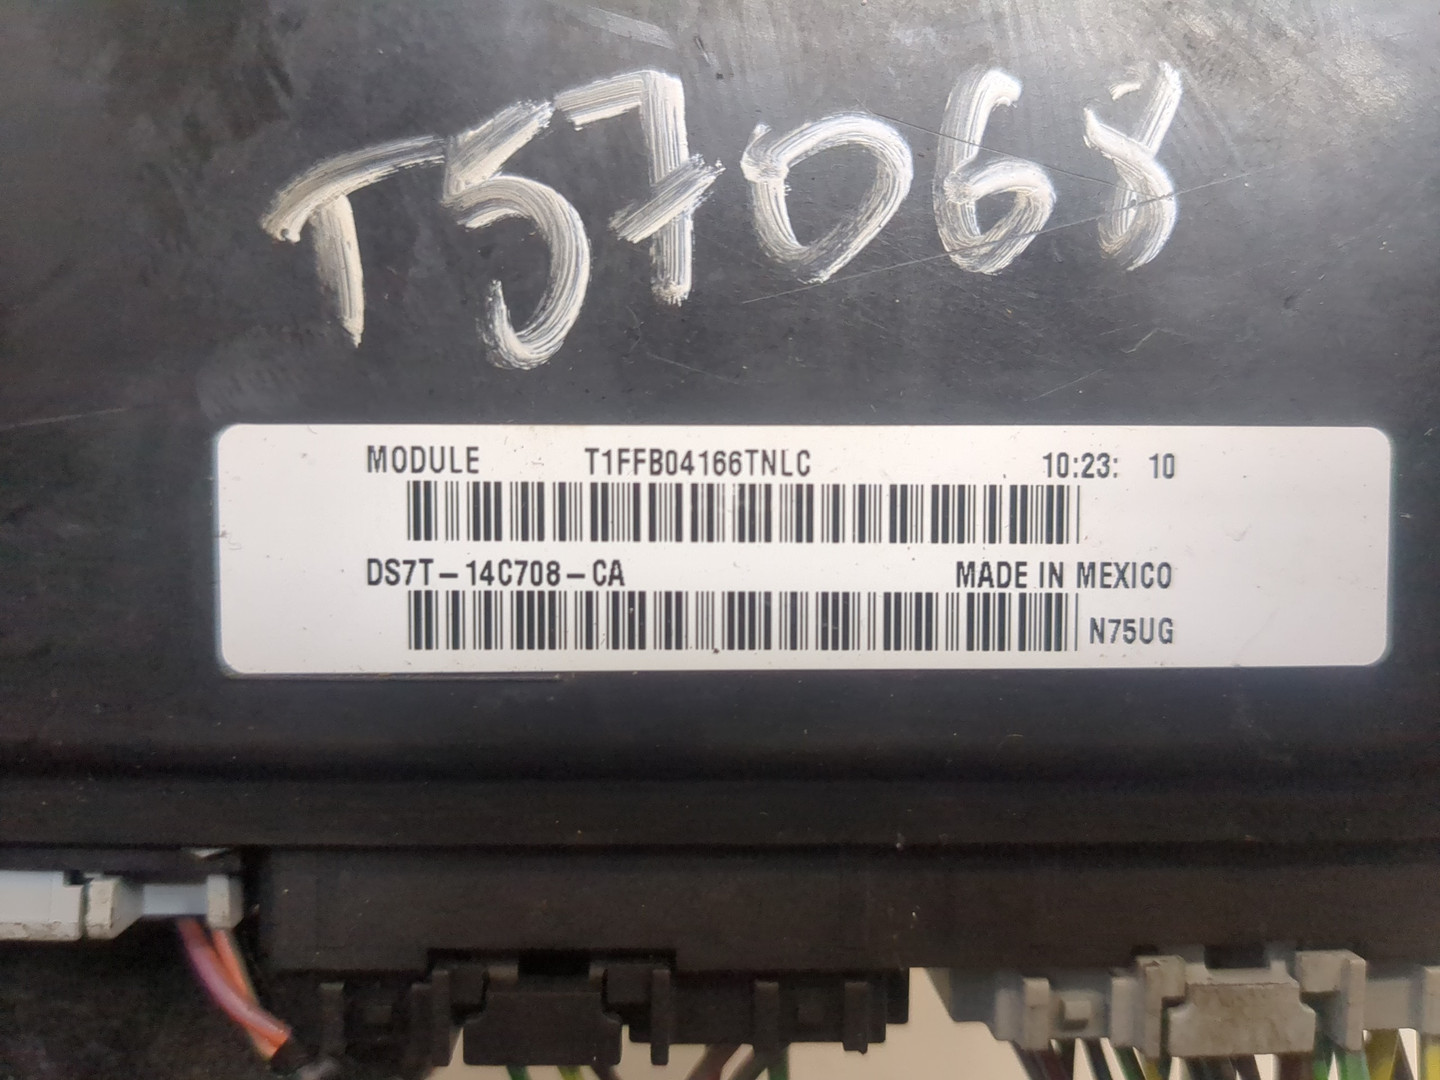 T57068
MODULE T1FFB04166TNLC 10:23: 10
DS7T-14C708-CA MADE IN MEXICO
N75UG